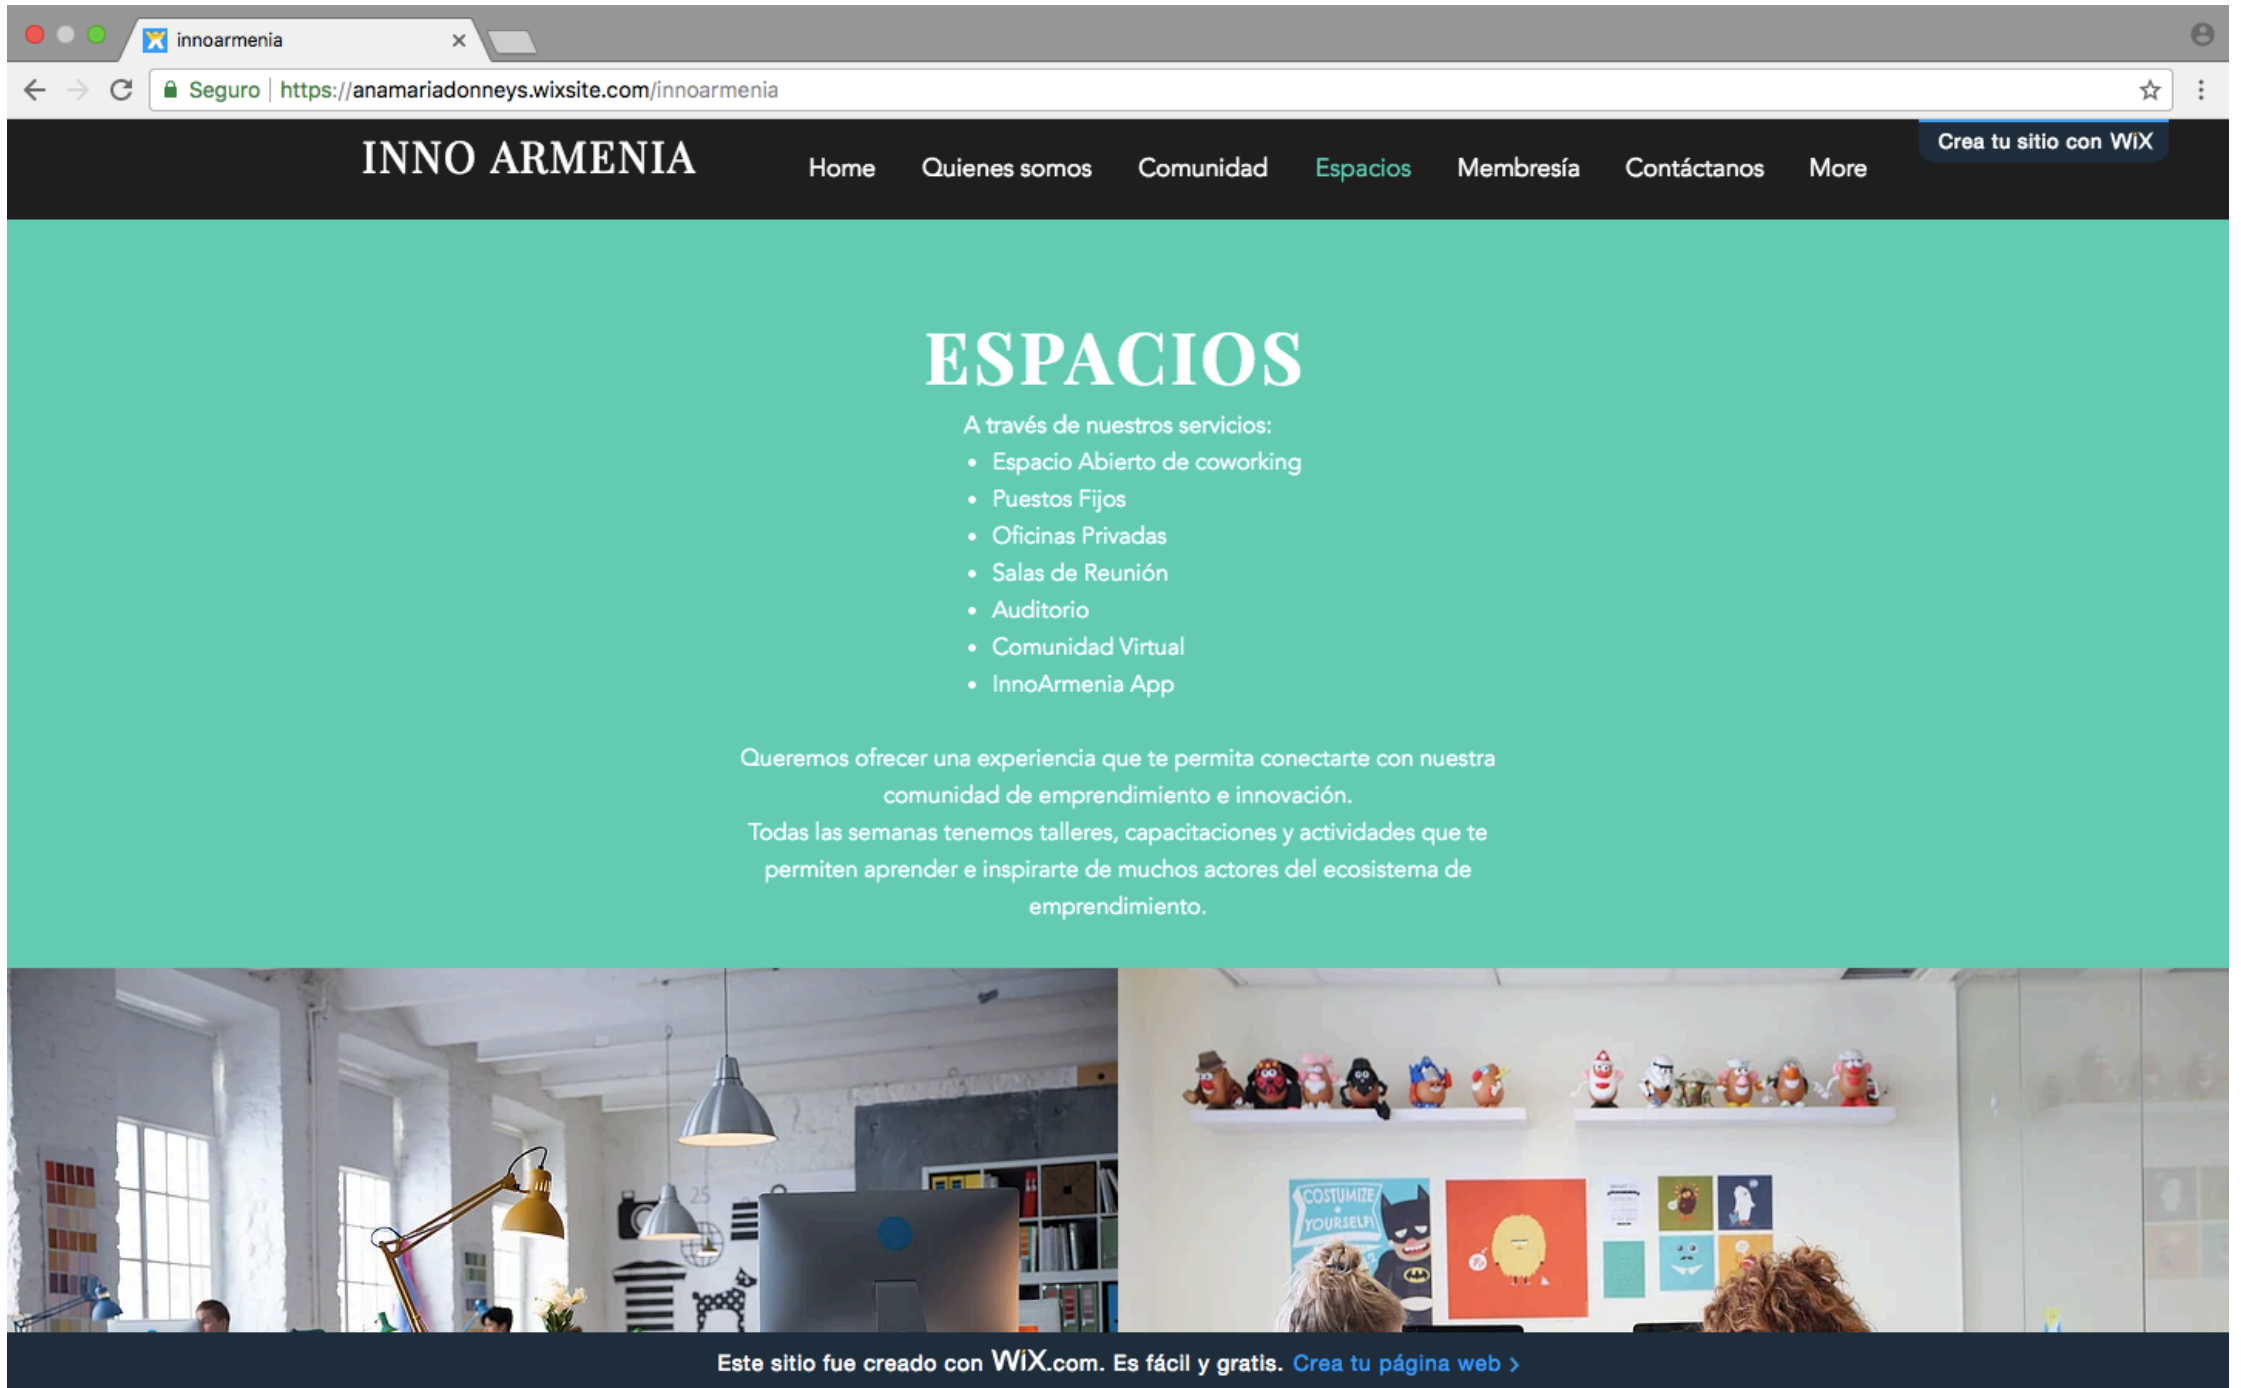 innoarmenia
Seguro https://anamariadonneys.wixsite.com/innoarmenia
INNO ARMENIA
Home Quienes somos Comunidad Espacios Membresía Contáctanos More
Crea tu sitio con WiX
ESPACIOS
A través de nuestros servicios:
• Espacio Abierto de coworking
• Puestos Fijos
• Oficinas Privadas
• Salas de Reunión
• Auditorio
• Comunidad Virtual
• InnoArmenia App
Queremos ofrecer una experiencia que te permita conectarte con nuestra
comunidad de emprendimiento e innovación.
Todas las semanas tenemos talleres, capacitaciones y actividades que te
permiten aprender e inspirarte de muchos actores del ecosistema de
emprendimiento.
25
COSTUMIZE
YOURSELF!
Este sitio fue creado con WiX.com. Es fácil y gratis. Crea tu página web >